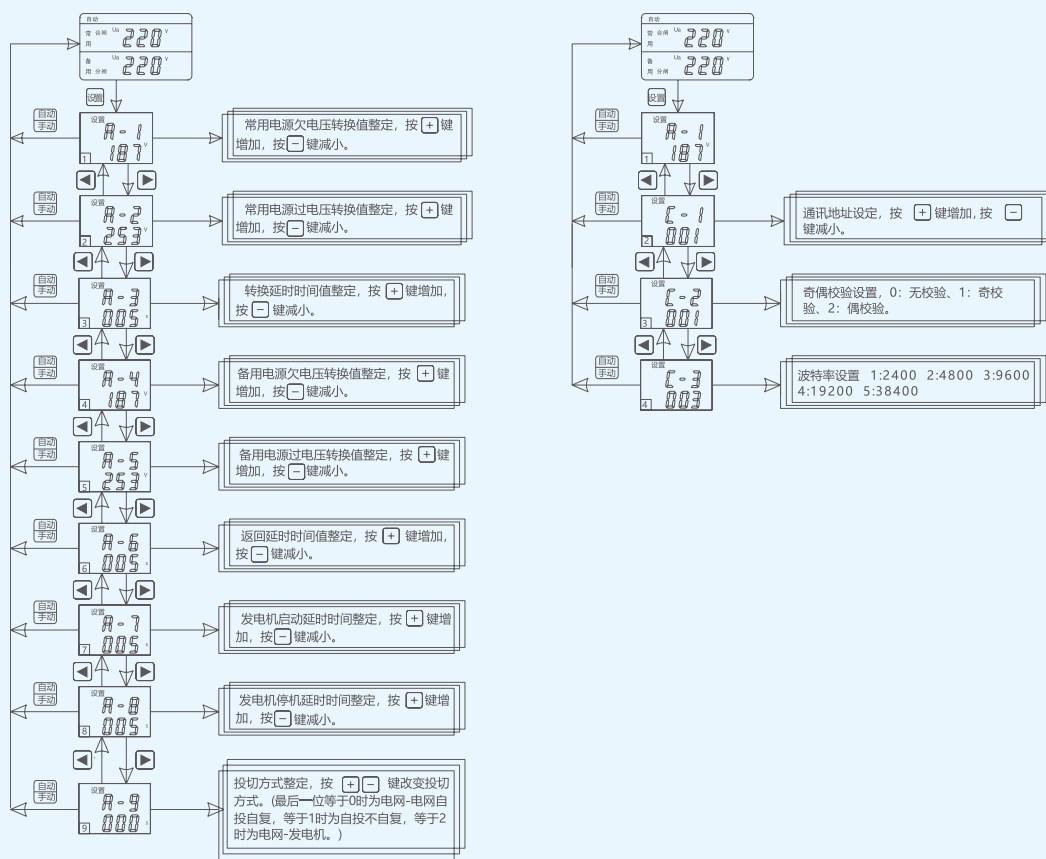 自动
常用 合闸 Ua 220 V
备用 分闸 Ua 220 V
设置
自动
手动
设置
A-1
1 187 V
常用电源欠电压转换值整定，按 + 键
增加，按 - 键减小。
自动
手动
设置
A-2
2 253 V
常用电源过电压转换值整定，按 + 键
增加，按 - 键减小。
自动
手动
设置
A-3
3 005 s
转换延时时间值整定，按 + 键增加，
按 - 键减小。
自动
手动
设置
A-4
4 187 V
备用电源欠电压转换值整定，按 + 键
增加，按 - 键减小。
自动
手动
设置
A-5
5 253 V
备用电源过电压转换值整定，按 + 键
增加，按 - 键减小。
自动
手动
设置
A-6
6 005 s
返回延时时间值整定，按 + 键增加，
按 - 键减小。
自动
手动
设置
A-7
7 005 s
发电机启动延时时间整定，按 + 键增
加，按 - 键减小。
自动
手动
设置
A-8
8 005 s
发电机停机延时时间整定，按 + 键增
加，按 - 键减小。
自动
手动
设置
A-9
9 000 s
投切方式整定，按 + - 键改变投切
方式。(最后一位等于0时为电网-电网自
投自复，等于1时为自投不自复，等于2
时为电网-发电机。)
自动
常用 合闸 Ua 220 V
备用 分闸 Ua 220 V
设置
自动
手动
设置
A-1
1 187 V
自动
手动
设置
C-1
2 001
通讯地址设定，按 + 键增加，按 -
键减小。
自动
手动
设置
C-2
3 001
奇偶校验设置，0：无校验、1：奇校
验、2：偶校验。
自动
手动
设置
C-3
4 003
波特率设置 1:2400 2:4800 3:9600
4:19200 5:38400